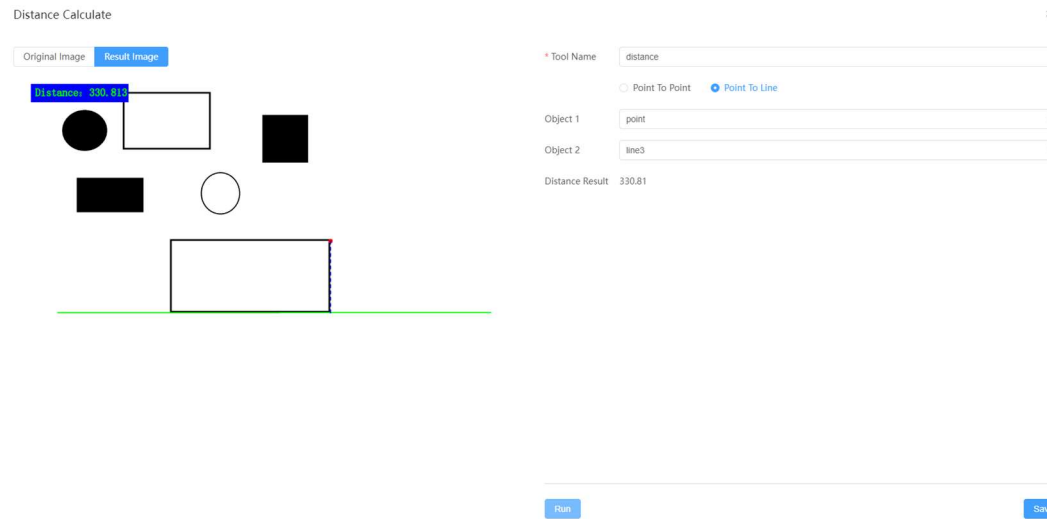 Distance Calculate
Original Image Result Image
Distance: 330.813
* Tool Name distance
Point To Point Point To Line
Object 1 point
Object 2 line3
Distance Result 330.81
Run